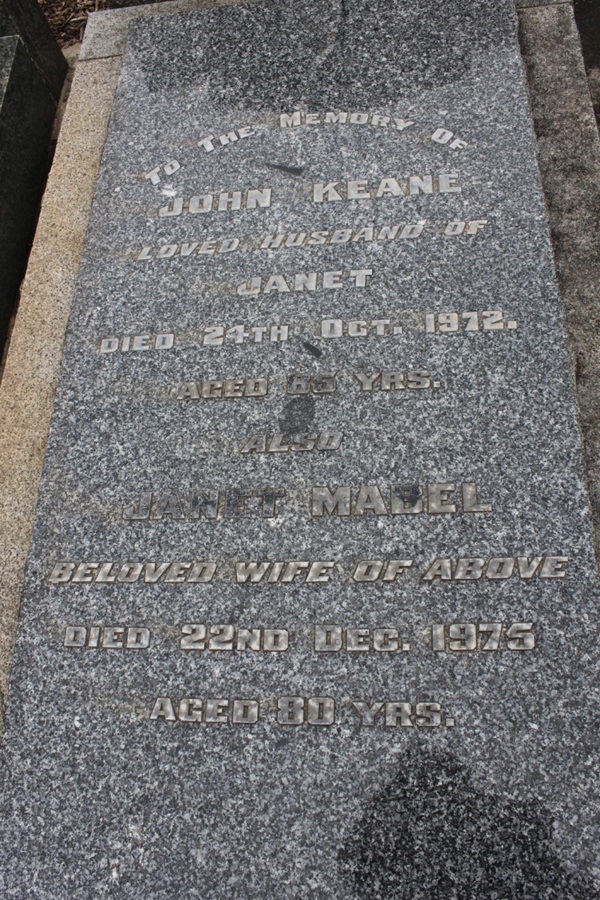 To The Memory Of
John Keane
Loved Husband of
Janet
Died 24th Oct. 1972.
Aged 85 Yrs.
Also
Janet Mabel
Beloved Wife of Above
Died 22nd Dec. 1975
Aged 80 Yrs.